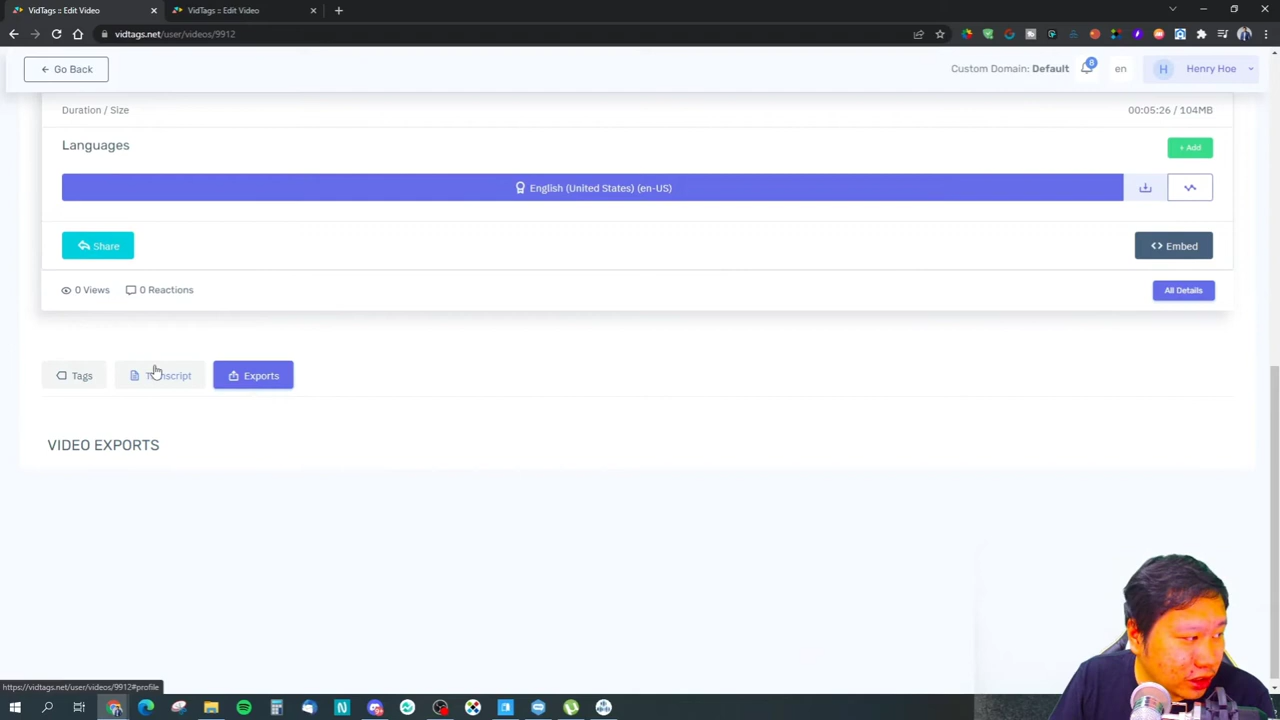 VidTags :: Edit Video
VidTags :: Edit Video
vidtags.net/user/videos/9912
Go Back
Custom Domain: Default
8
en
H
Henry Hoe
Duration / Size
00:05:26 / 104MB
Languages
+ Add
English (United States) (en-US)
Share
Embed
0 Views
0 Reactions
All Details
Tags
Transcript
Exports
VIDEO EXPORTS
https://vidtags.net/user/videos/9912#profile